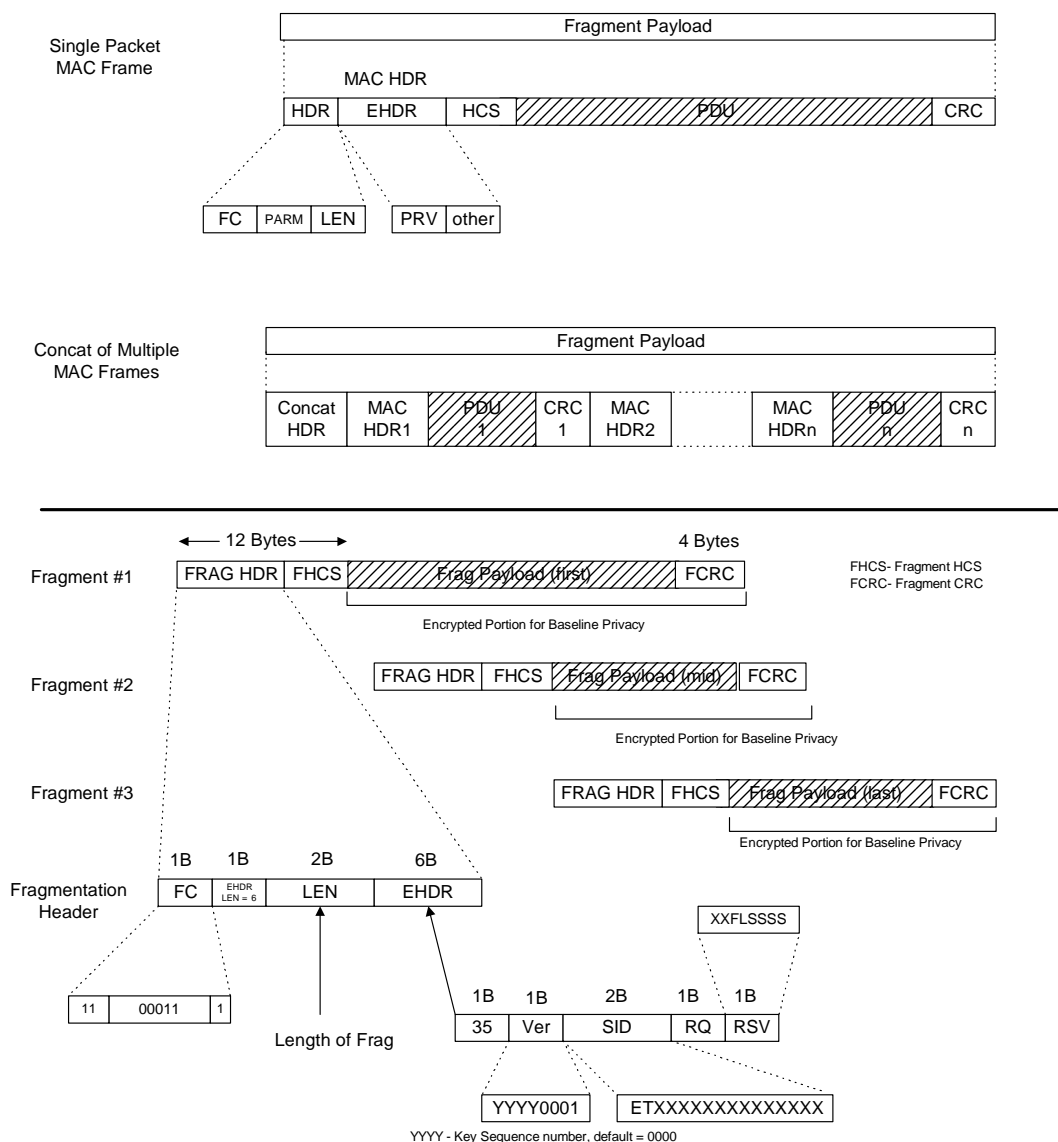 Fragment Payload
Single Packet
MAC Frame
MAC HDR
HDR EHDR HCS PDU CRC
FC PARM LEN PRV other
Fragment Payload
Concat of Multiple
MAC Frames
Concat HDR MAC HDR1 PDU 1 CRC 1 MAC HDR2 MAC HDRn PDU n CRC n
12 Bytes 4 Bytes
Fragment #1 FRAG HDR FHCS Frag Payload (first) FCRC
FHCS- Fragment HCS
FCRC- Fragment CRC
Encrypted Portion for Baseline Privacy
Fragment #2 FRAG HDR FHCS Frag Payload (mid) FCRC
Encrypted Portion for Baseline Privacy
Fragment #3 FRAG HDR FHCS Frag Payload (last) FCRC
Encrypted Portion for Baseline Privacy
1B 1B 2B 6B
Fragmentation
Header
FC EHDR LEN = 6 LEN EHDR
XXFLSSSS
11 00011 1
1B 1B 2B 1B 1B
35 Ver SID RQ RSV
Length of Frag
YYYY0001 ETXXXXXXXXXXXXXX
YYYY - Key Sequence number, default = 0000